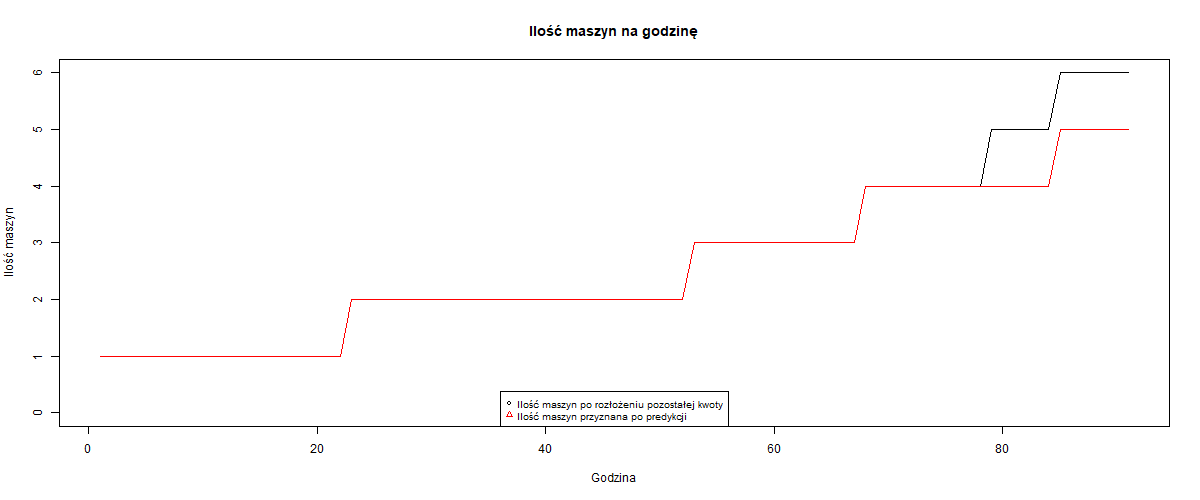 Ilość maszyn na godzinę
Ilość maszyn
6
5
4
3
2
1
0
Ilość maszyn po rozłożeniu pozostałej kwoty
Ilość maszyn przyznana po predykcji
0 20 40 60 80
Godzina